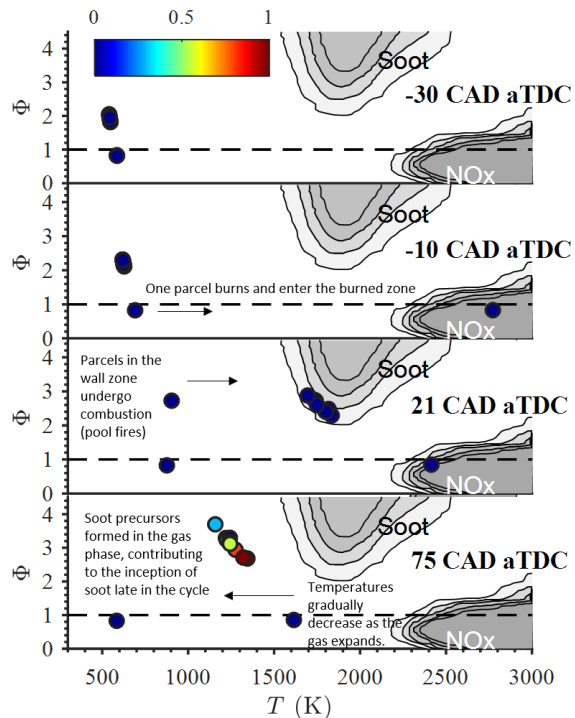 0 0.5 1
4
3
2
1
0
Φ
Soot
-30 CAD aTDC
NOx
4
3
2
1
0
Φ
Soot
-10 CAD aTDC
One parcel burns and enter the burned zone
NOx
4
3
2
1
0
Φ
Parcels in the
wall zone
undergo
combustion
(pool fires)
Soot
21 CAD aTDC
NOx
4
3
2
1
0
Φ
Soot precursors
formed in the gas
phase, contributing
to the inception of
soot late in the cycle
Soot
75 CAD aTDC
Temperatures
gradually
decrease as the
gas expands.
NOx
500 1000 1500 2000 2500 3000
T (K)